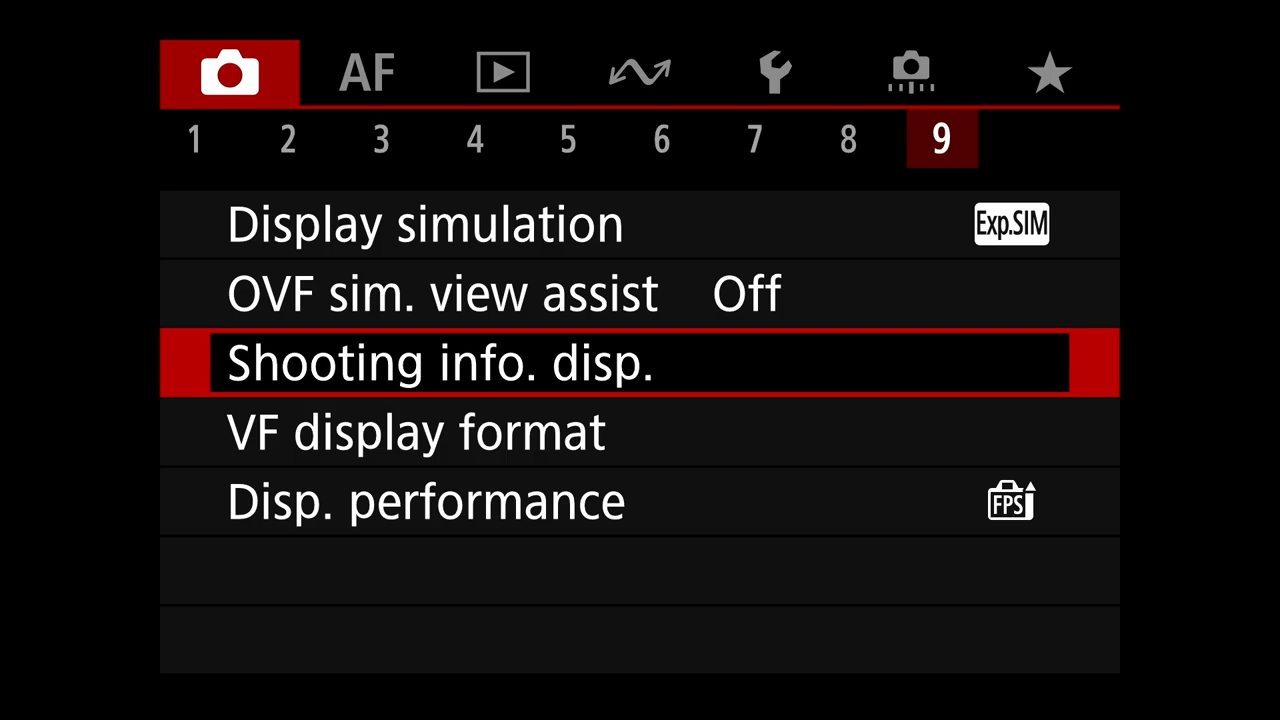 AF
1 2 3 4 5 6 7 8 9
Display simulation Exp.SIM
OVF sim. view assist Off
Shooting info. disp.
VF display format
Disp. performance FPS